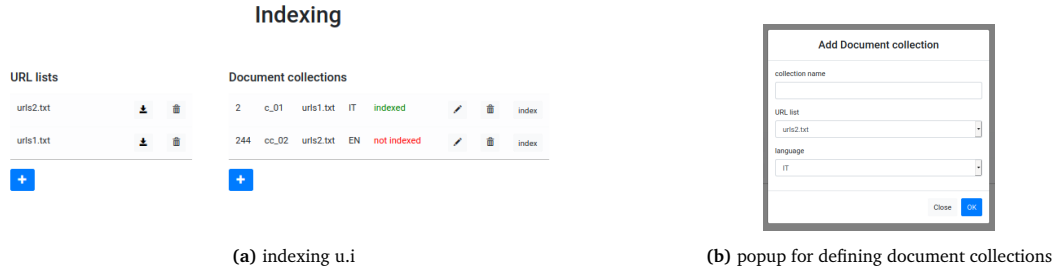 Indexing
URL lists
urls2.txt
urls1.txt
Document collections
2 c_01 urls1.txt IT indexed index
244 cc_02 urls2.txt EN not indexed index
+
+
(a) indexing u.i
Add Document collection
collection name
URL list
urls2.txt
language
IT
Close OK
(b) popup for defining document collections